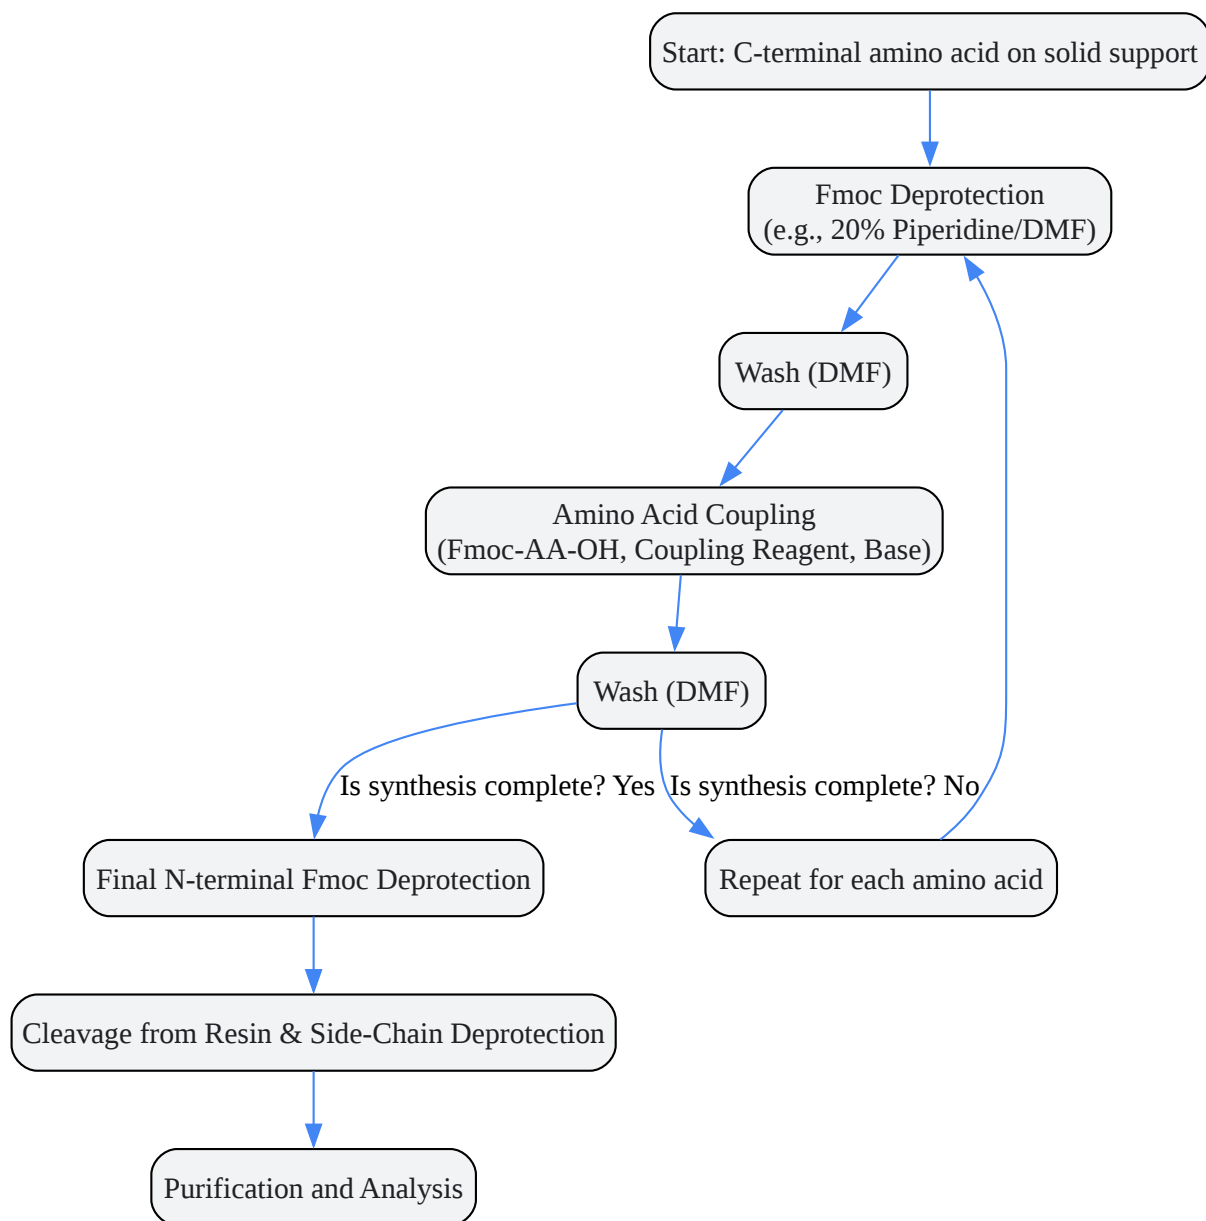 Start: C-terminal amino acid on solid support
Fmoc Deprotection
(e.g., 20% Piperidine/DMF)
Wash (DMF)
Amino Acid Coupling
(Fmoc-AA-OH, Coupling Reagent, Base)
Wash (DMF)
Is synthesis complete? Yes
Is synthesis complete? No
Final N-terminal Fmoc Deprotection
Repeat for each amino acid
Cleavage from Resin & Side-Chain Deprotection
Purification and Analysis